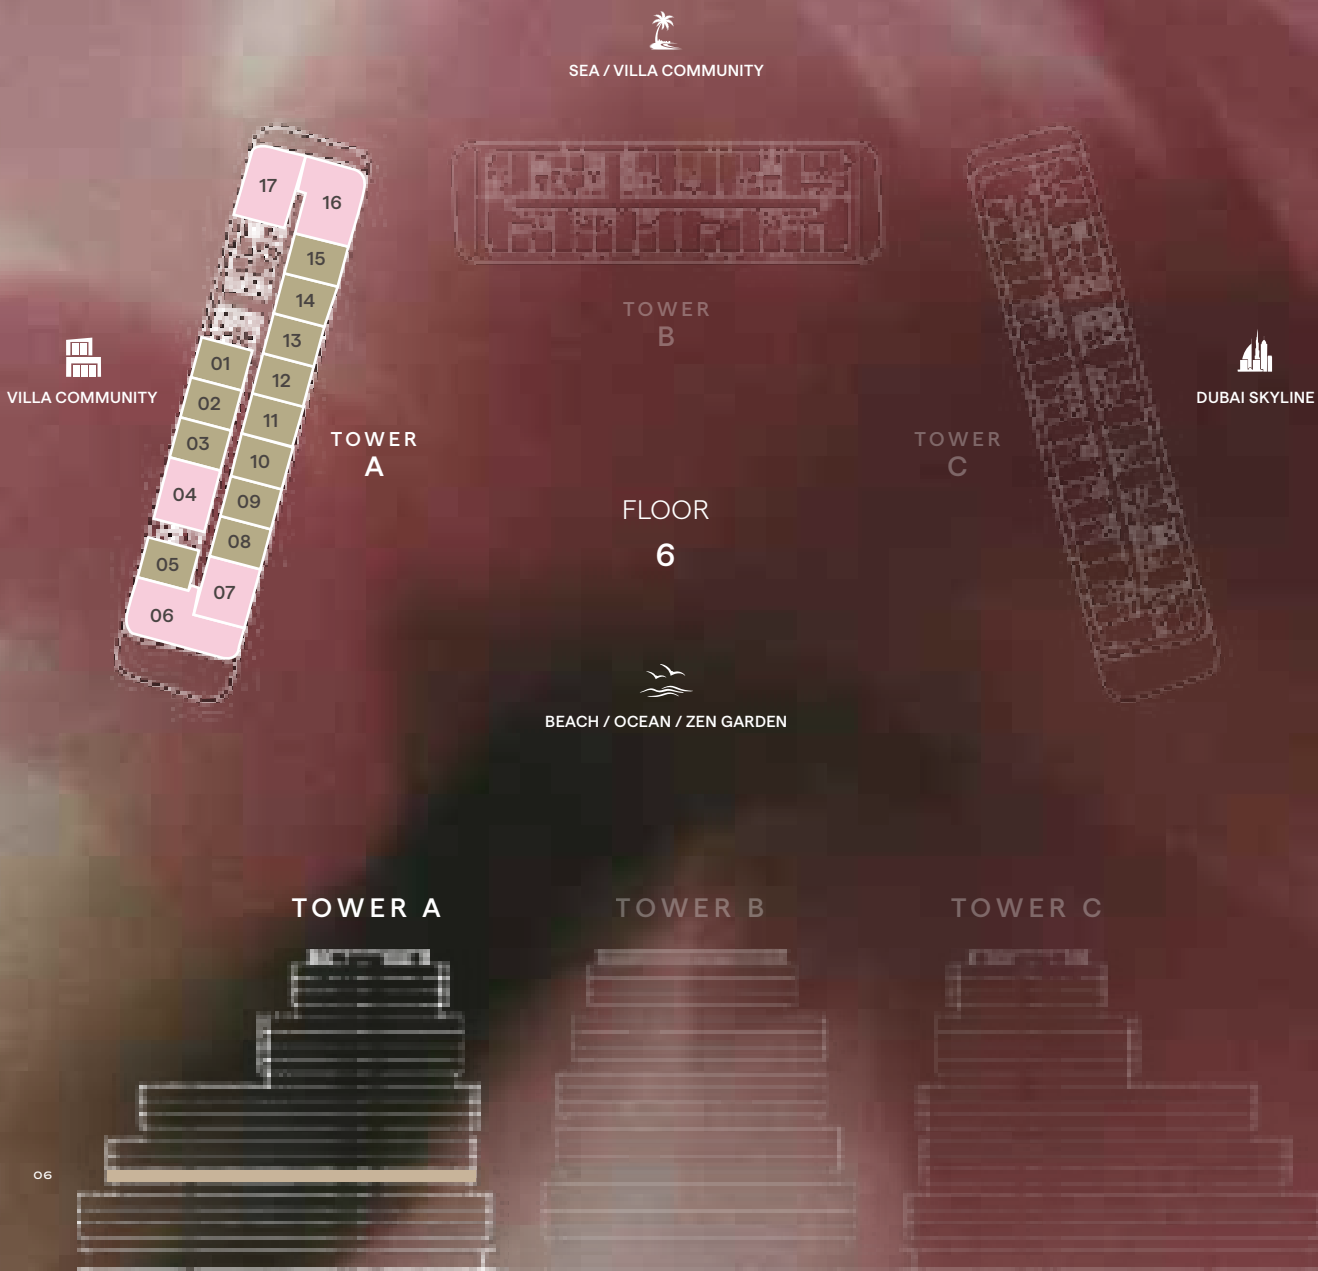 SEA / VILLA COMMUNITY
17
16
15
14
13
12
11
10
09
08
07
01
02
03
04
05
06
VILLA COMMUNITY
TOWER
A
TOWER
B
TOWER
C
DUBAI SKYLINE
FLOOR
6
BEACH / OCEAN / ZEN GARDEN
TOWER A
TOWER B
TOWER C
06